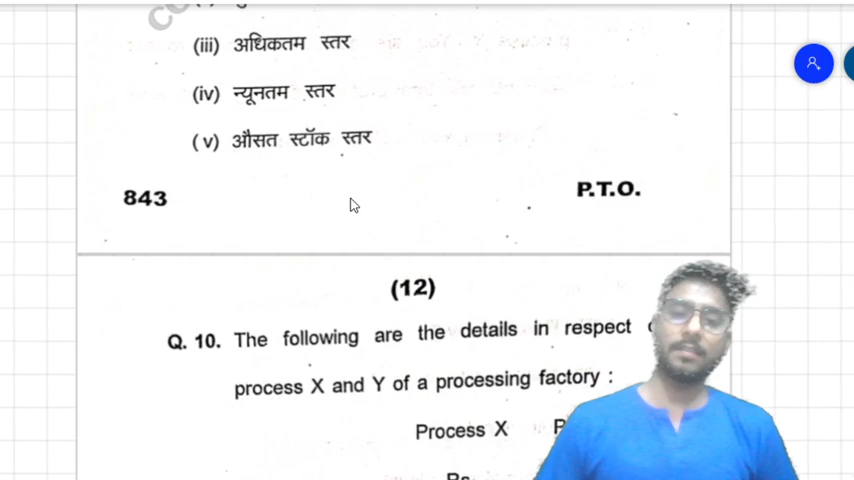 (iii) अधिकतम स्तर
(iv) न्यूनतम स्तर
(v) औसत स्टॉक स्तर
843
P.T.O.
(12)
Q. 10. The following are the details in respect
process X and Y of a processing factory :
Process X